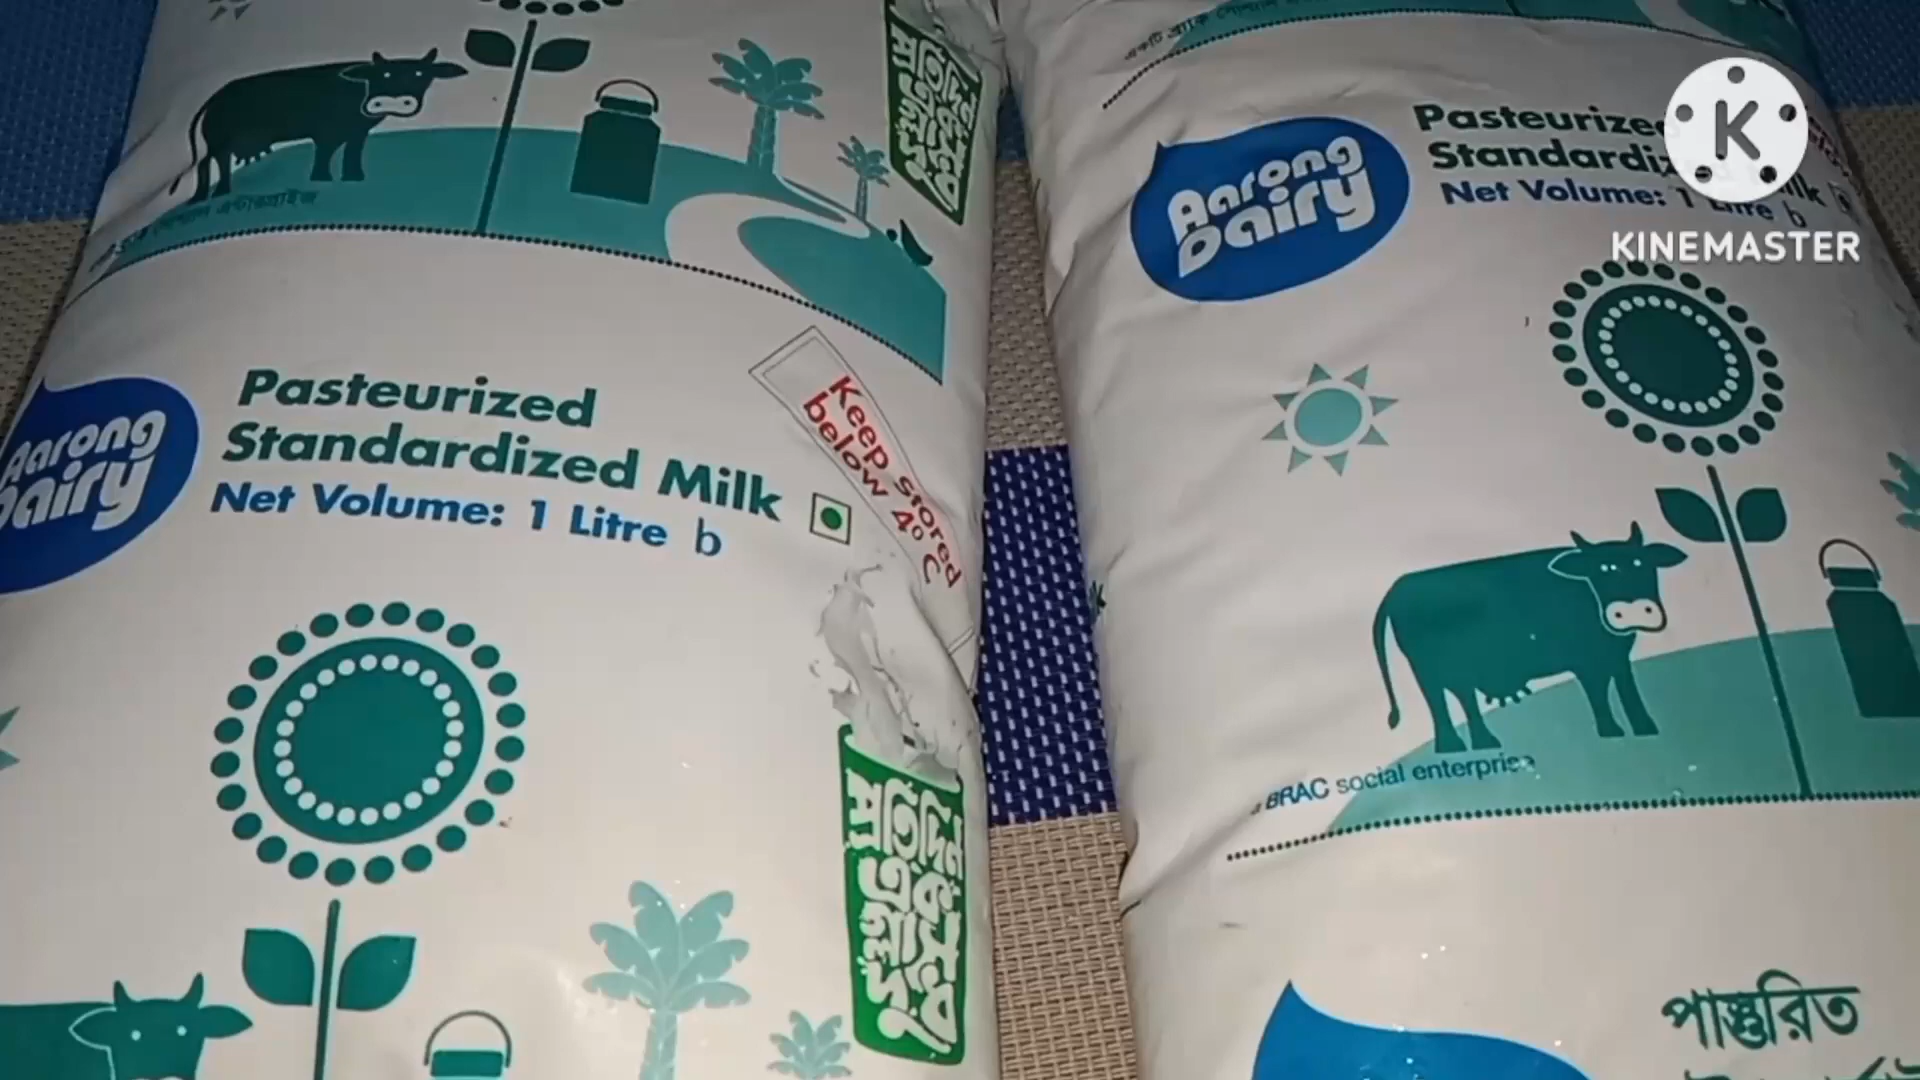 Aarong
Dairy
Pasteurized
Standardized Milk
Net Volume: 1 Litre b
Keep stored
below 4° C
Aarong
Dairy
Pasteurized
Standardized Milk
Net Volume: 1 Litre b
KINEMASTER
BRAC social enterprise
পাস্তুরিত